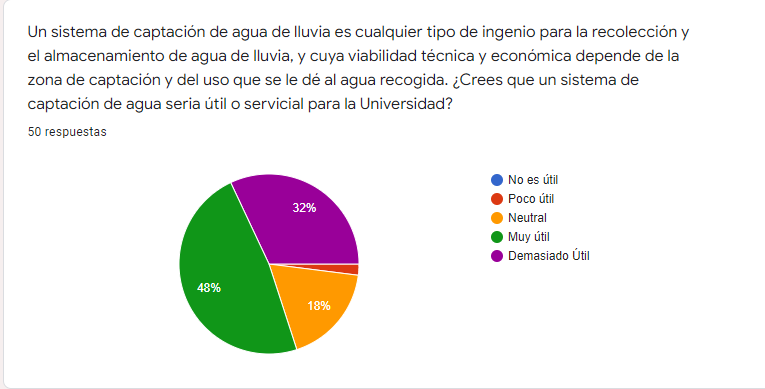 Un sistema de captación de agua de lluvia es cualquier tipo de ingenio para la recolección y
el almacenamiento de agua de lluvia, y cuya viabilidad técnica y económica depende de la
zona de captación y del uso que se le dé al agua recogida. ¿Crees que un sistema de
captación de agua seria útil o servicial para la Universidad?
50 respuestas
32%
48%
18%
No es útil
Poco útil
Neutral
Muy útil
Demasiado Útil